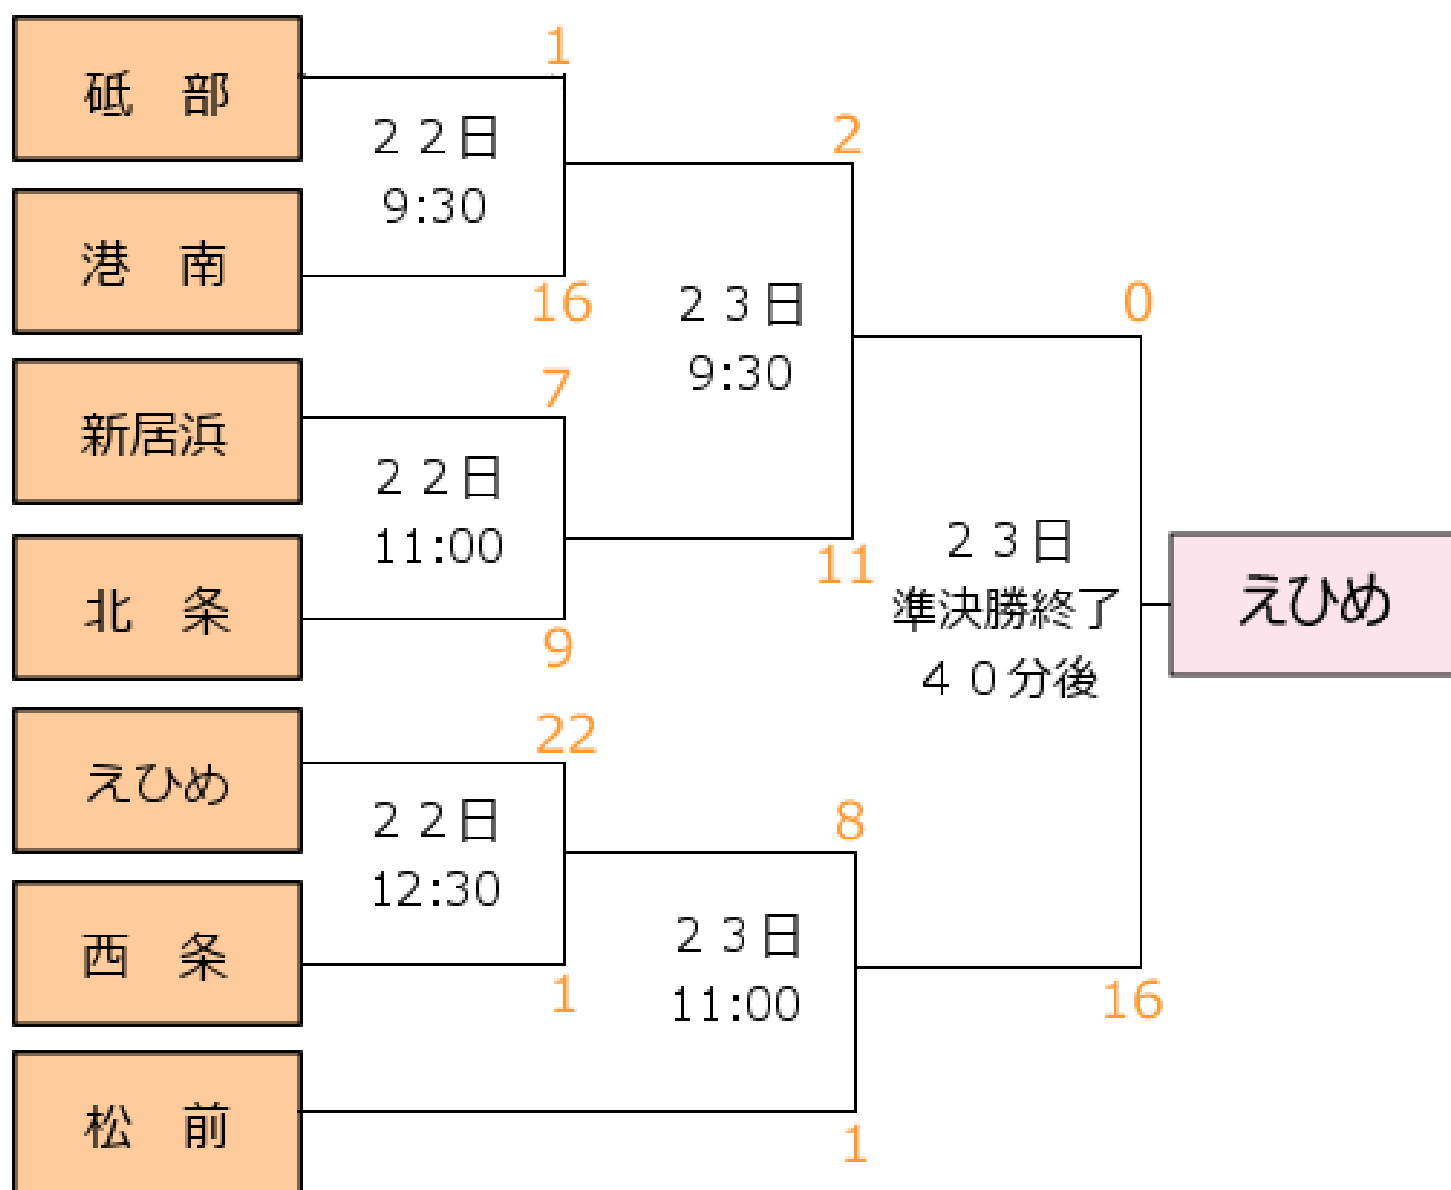 砥　部
港　南
新居浜
北　条
えひめ
西　条
松　前
1
２２日
9:30
16
7
２２日
11:00
9
22
２２日
12:30
1
2
２３日
9:30
11
8
２３日
11:00
1
0
２３日
準決勝終了
４０分後
16
えひめ